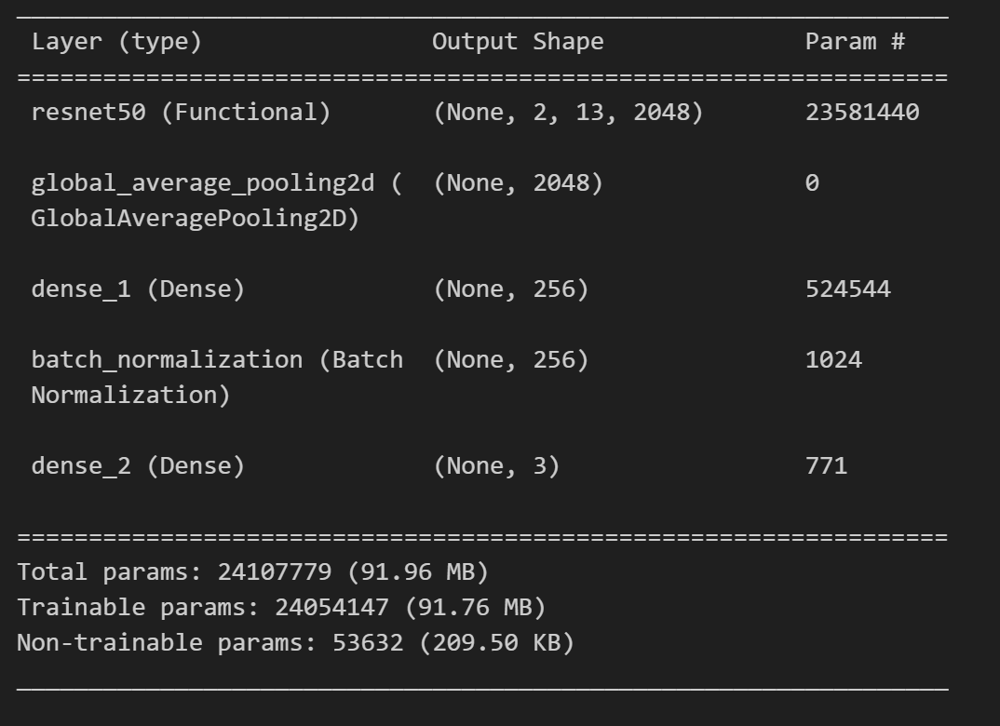 Layer (type) Output Shape Param #
=================================================================
resnet50 (Functional) (None, 2, 13, 2048) 23581440
global_average_pooling2d ( (None, 2048) 0
GlobalAveragePooling2D)
dense_1 (Dense) (None, 256) 524544
batch_normalization (Batch (None, 256) 1024
Normalization)
dense_2 (Dense) (None, 3) 771
=================================================================
Total params: 24107779 (91.96 MB)
Trainable params: 24054147 (91.76 MB)
Non-trainable params: 53632 (209.50 KB)